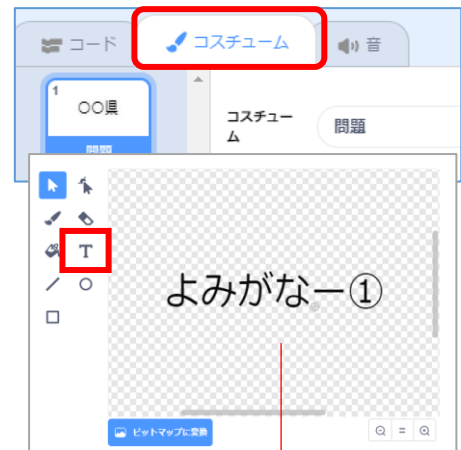 コード
コスチューム
音
1
〇〇県
問題
コスチュー
ム
問題
T
よみがなー①
ビットマップに変換
=